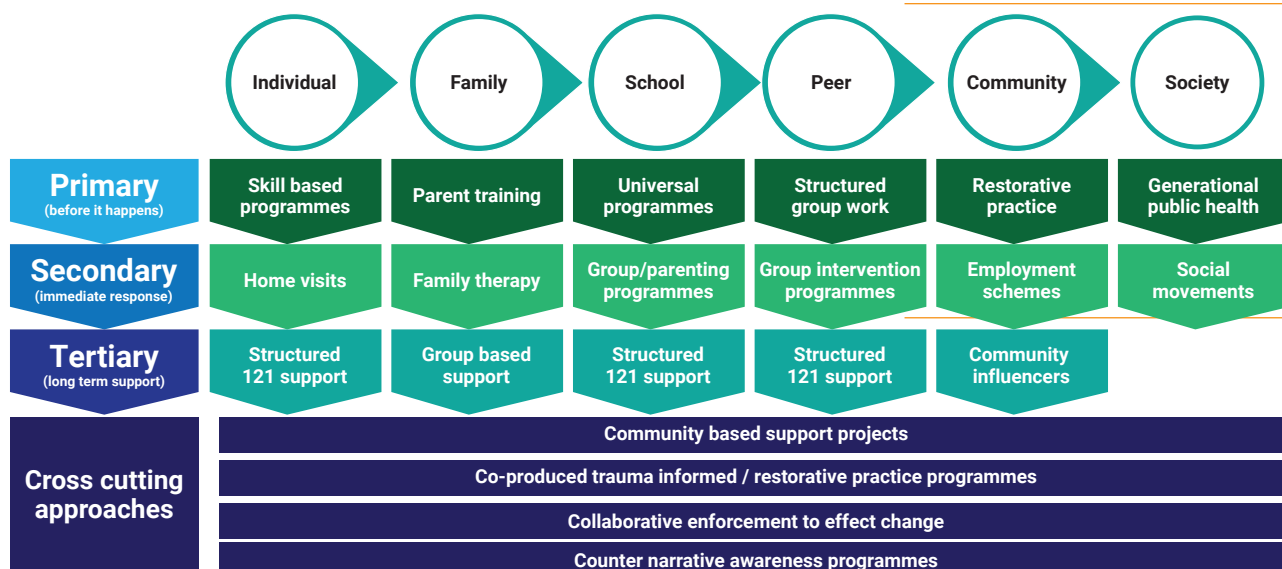 Individual
Family
School
Peer
Community
Society
Primary
(before it happens)
Skill based
programmes
Parent training
Universal
programmes
Structured
group work
Restorative
practice
Generational
public health
Secondary
(immediate response)
Home visits
Family therapy
Group/parenting
programmes
Group intervention
programmes
Employment
schemes
Social
movements
Tertiary
(long term support)
Structured
121 support
Group based
support
Structured
121 support
Structured
121 support
Community
influencers
Cross cutting
approaches
Community based support projects
Co-produced trauma informed / restorative practice programmes
Collaborative enforcement to effect change
Counter narrative awareness programmes